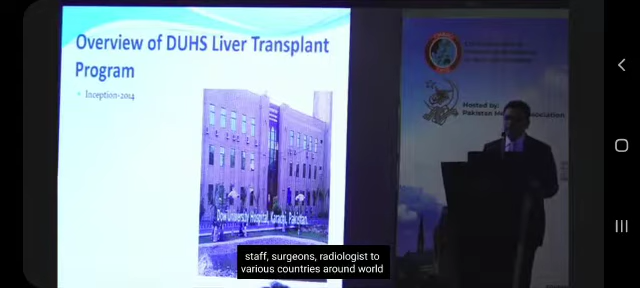 Overview of DUHS Liver Transplant
Program
Inception-2014
Dow University Hospital, Karachi, Pakistan.
Hosted by:
Pakistan
staff, surgeons, radiologist to
various countries around world